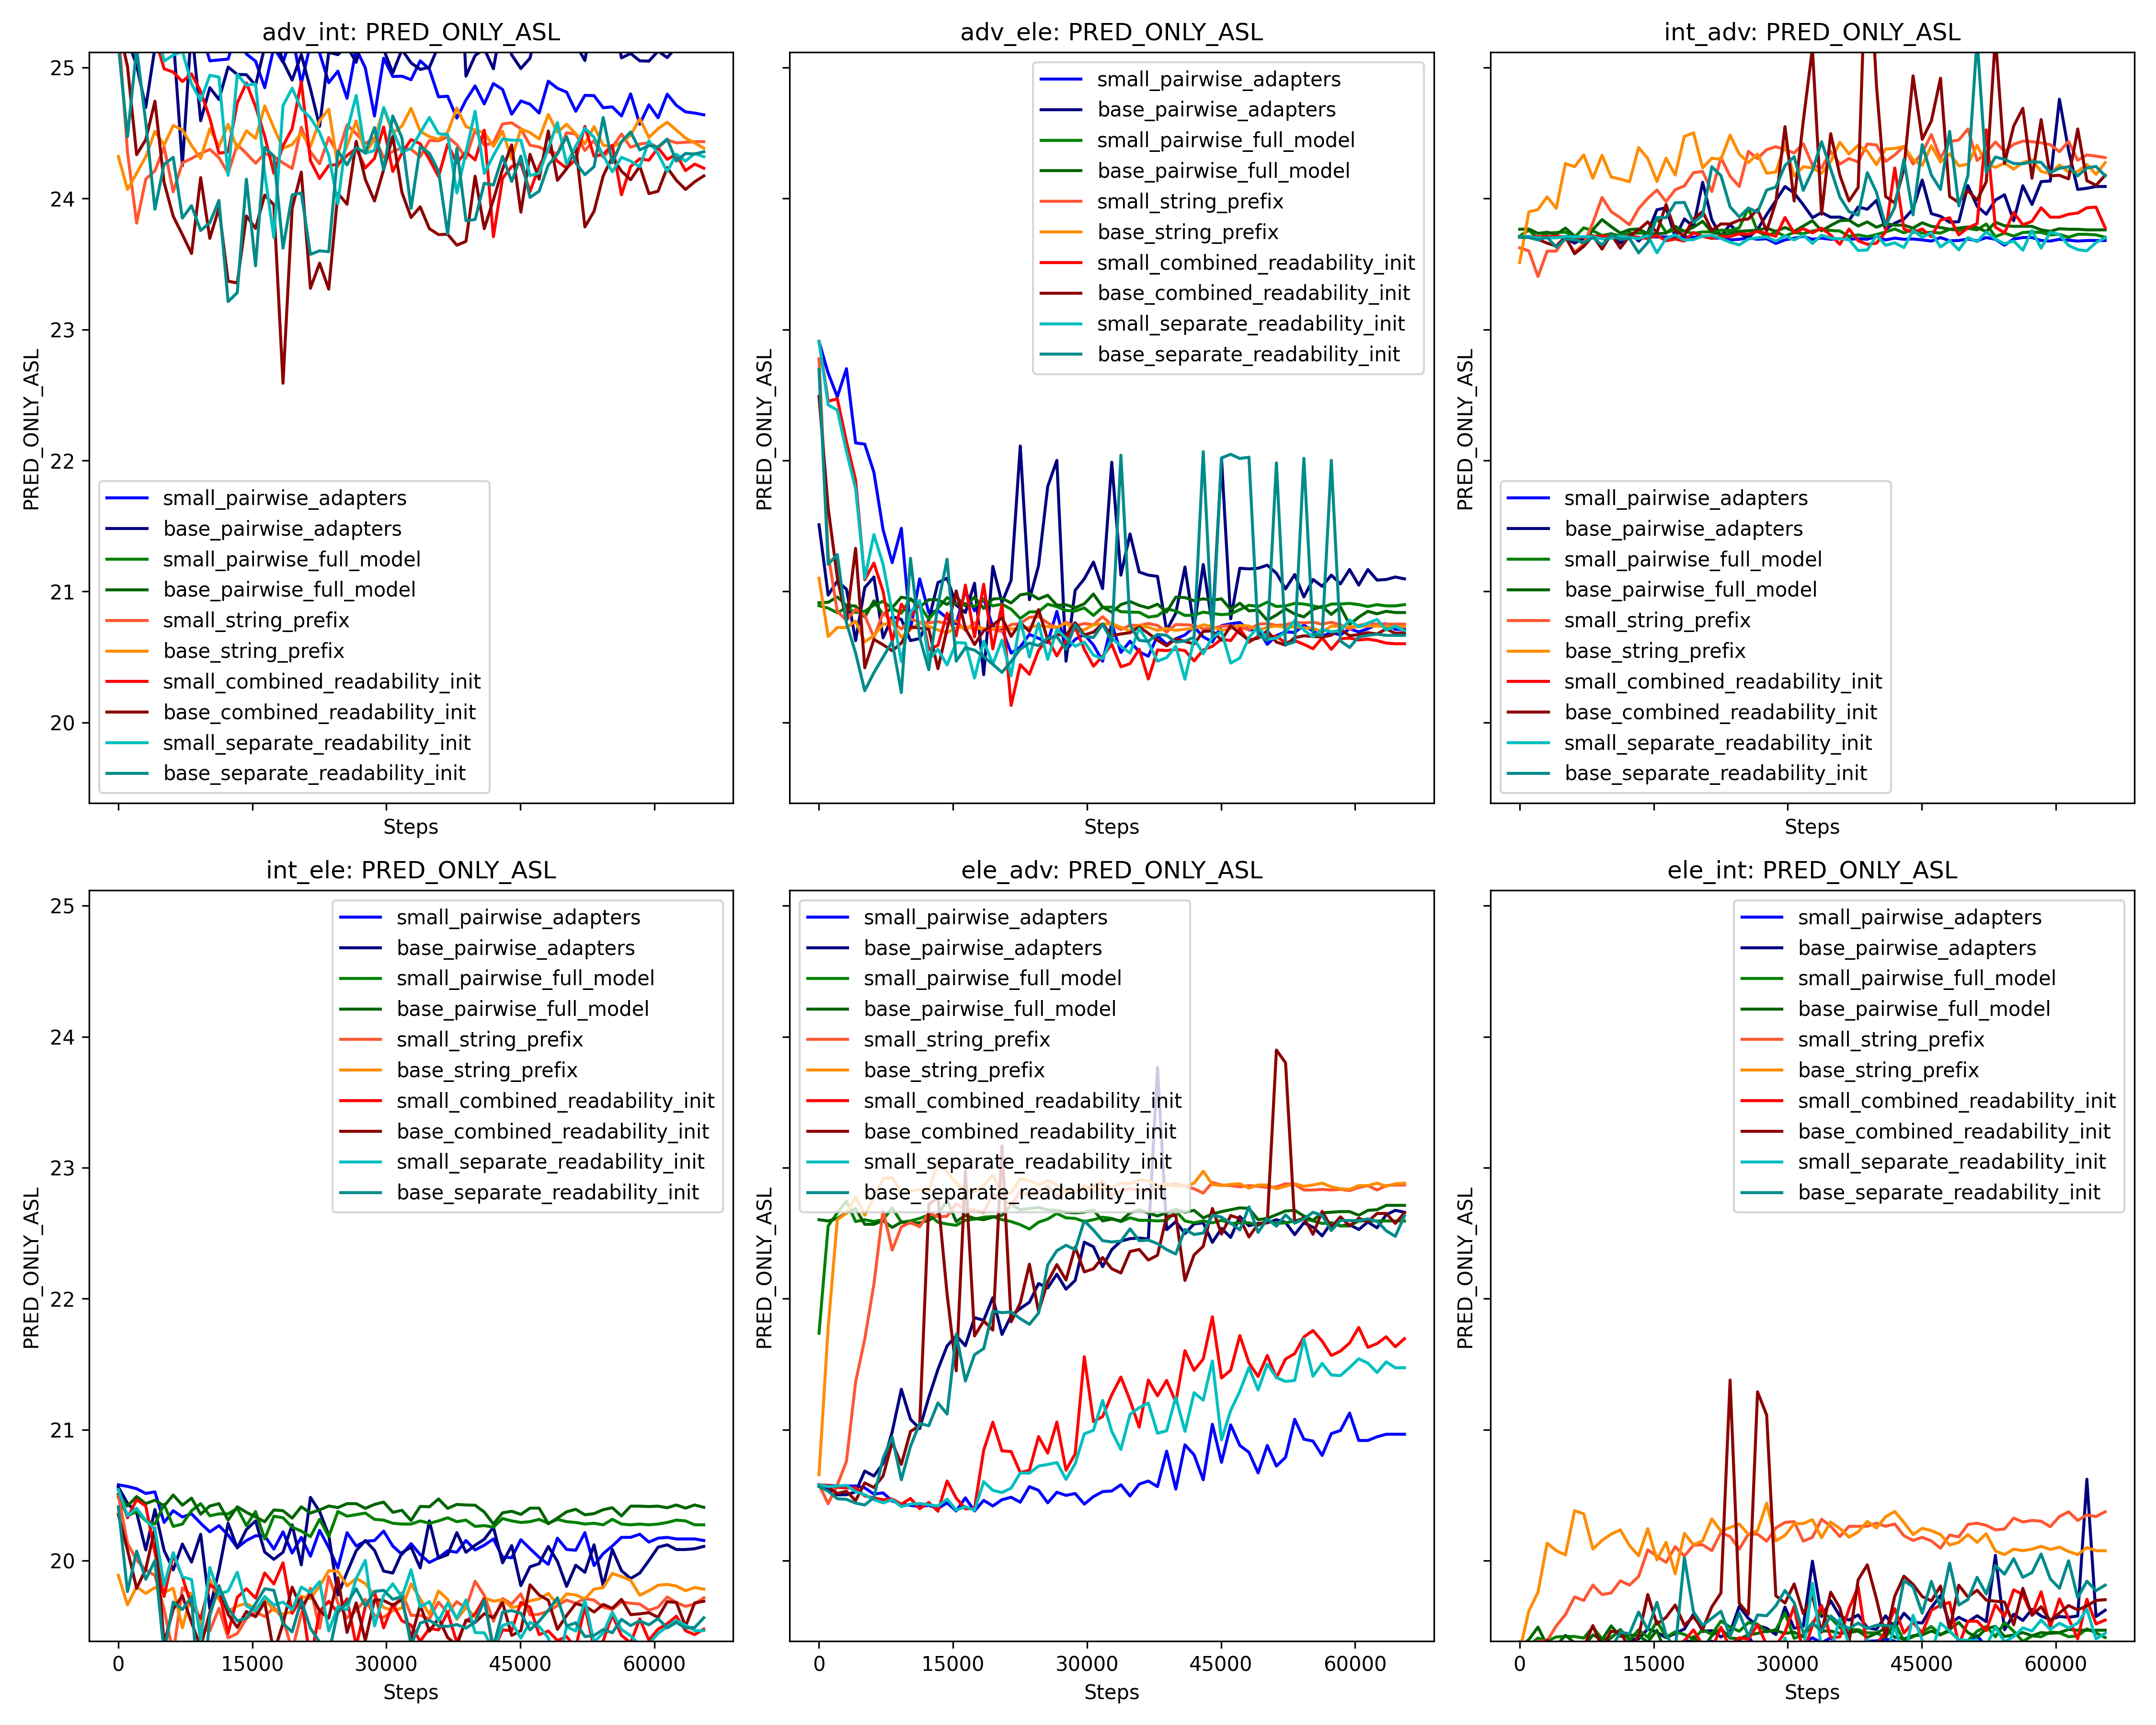 adv_int: PRED_ONLY_ASL
adv_ele: PRED_ONLY_ASL
int_adv: PRED_ONLY_ASL
25
24
23
22
21
20
PRED_ONLY_ASL
small_pairwise_adapters
base_pairwise_adapters
small_pairwise_full_model
base_pairwise_full_model
small_string_prefix
base_string_prefix
small_combined_readability_init
base_combined_readability_init
small_separate_readability_init
base_separate_readability_init
Steps
PRED_ONLY_ASL
small_pairwise_adapters
base_pairwise_adapters
small_pairwise_full_model
base_pairwise_full_model
small_string_prefix
base_string_prefix
small_combined_readability_init
base_combined_readability_init
small_separate_readability_init
base_separate_readability_init
Steps
PRED_ONLY_ASL
small_pairwise_adapters
base_pairwise_adapters
small_pairwise_full_model
base_pairwise_full_model
small_string_prefix
base_string_prefix
small_combined_readability_init
base_combined_readability_init
small_separate_readability_init
base_separate_readability_init
Steps
int_ele: PRED_ONLY_ASL
ele_adv: PRED_ONLY_ASL
ele_int: PRED_ONLY_ASL
25
24
23
22
21
20
PRED_ONLY_ASL
small_pairwise_adapters
base_pairwise_adapters
small_pairwise_full_model
base_pairwise_full_model
small_string_prefix
base_string_prefix
small_combined_readability_init
base_combined_readability_init
small_separate_readability_init
base_separate_readability_init
0 15000 30000 45000 60000
Steps
PRED_ONLY_ASL
small_pairwise_adapters
base_pairwise_adapters
small_pairwise_full_model
base_pairwise_full_model
small_string_prefix
base_string_prefix
small_combined_readability_init
base_combined_readability_init
small_separate_readability_init
base_separate_readability_init
0 15000 30000 45000 60000
Steps
PRED_ONLY_ASL
small_pairwise_adapters
base_pairwise_adapters
small_pairwise_full_model
base_pairwise_full_model
small_string_prefix
base_string_prefix
small_combined_readability_init
base_combined_readability_init
small_separate_readability_init
base_separate_readability_init
0 15000 30000 45000 60000
Steps